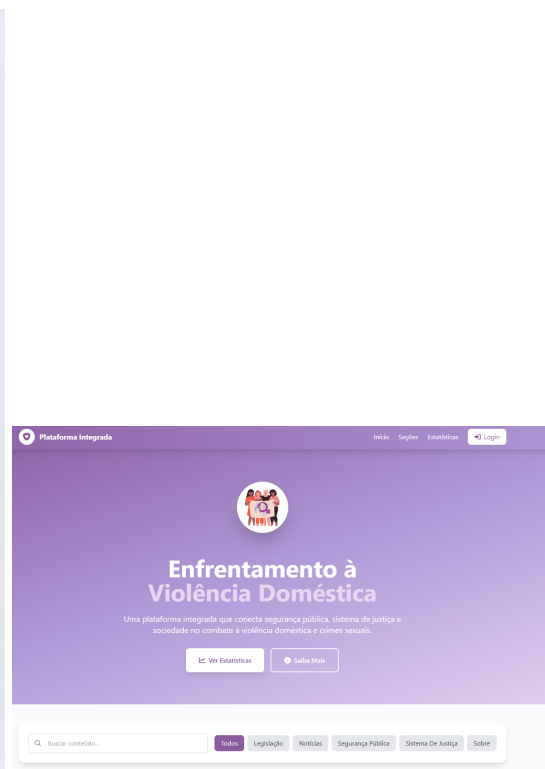 Plataforma Integrada
Início Seções Estatísticas Login
Enfrentamento à
Violência Doméstica
Uma plataforma integrada que conecta segurança pública, sistema de justiça e
sociedade no combate à violência doméstica e crimes sexuais.
Ver Estatísticas Saiba Mais
Buscar conteúdo... Todos Legislação Notícias Segurança Pública Sistema De Justiça Sobre